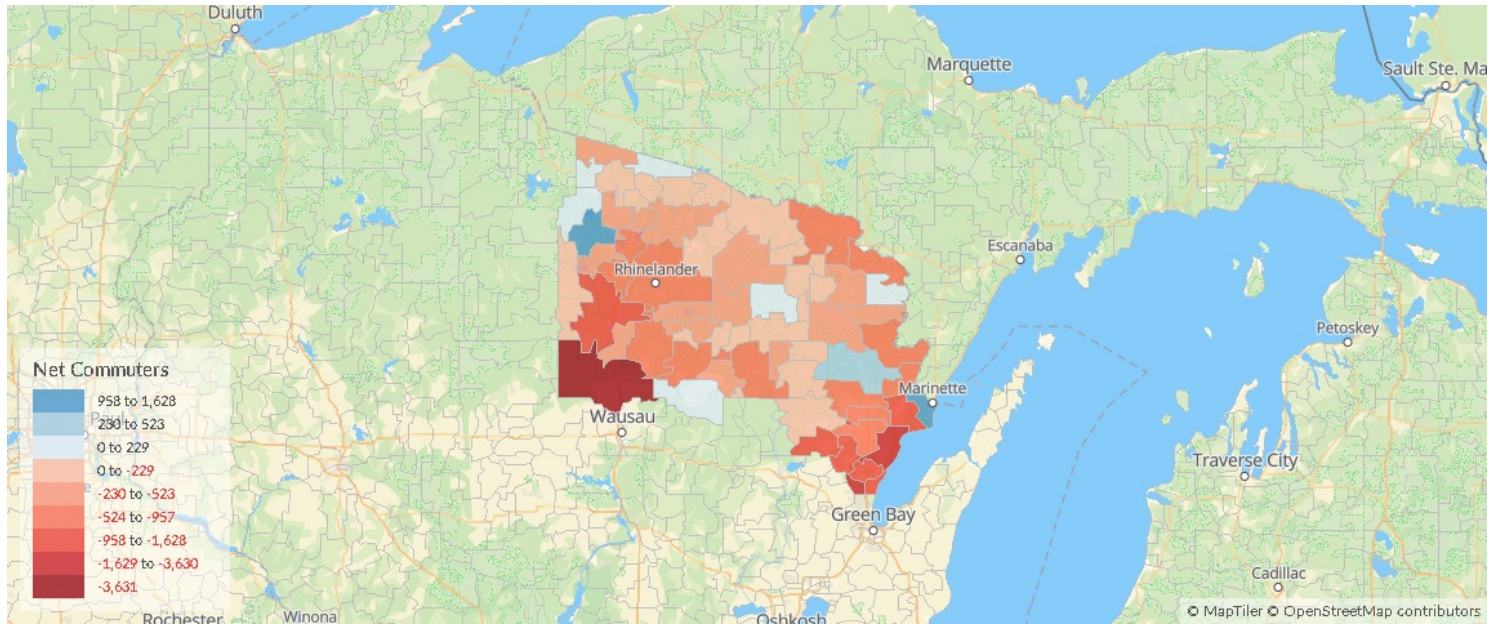 Duluth
Marquette
Sault Ste. Ma
Escanaba
Rhinelander
Petoskey
Marinette
Wausau
Traverse City
Green Bay
Cadillac
Oshkosh
Winona
Rochester
Net Commuters
958 to 1,628
230 to 523
0 to 229
0 to -229
-230 to -523
-524 to -957
-958 to -1,628
-1,629 to -3,630
-3,631
Paul
© MapTiler © OpenStreetMap contributors